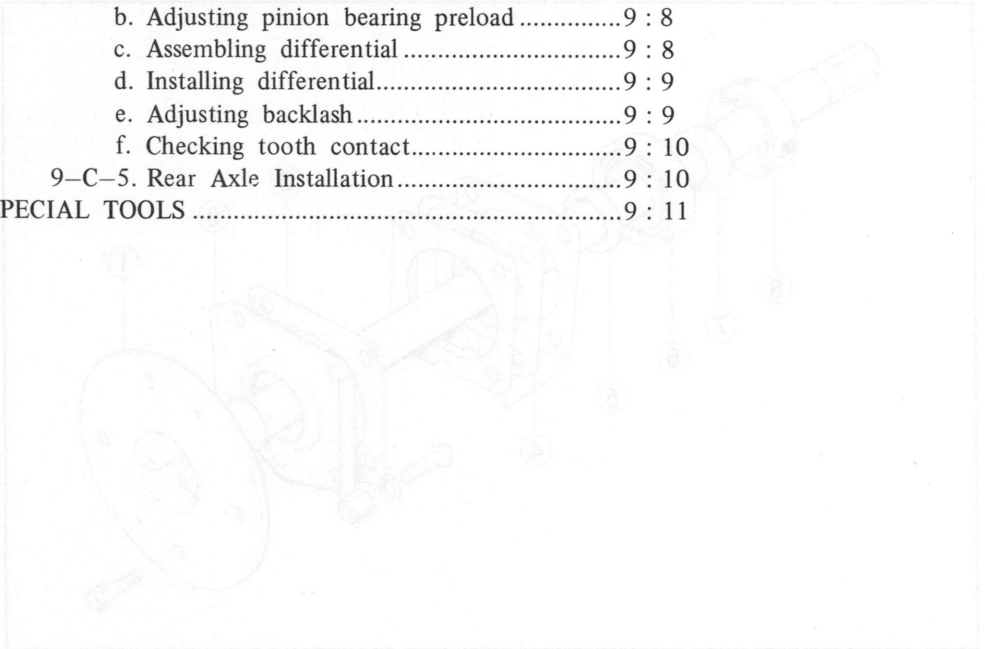 b. Adjusting pinion bearing preload ............... 9 : 8
c. Assembling differential ................................ 9 : 8
d. Installing differential.................................... 9 : 9
e. Adjusting backlash ....................................... 9 : 9
f. Checking tooth contact............................... 9 : 10
9–C–5. Rear Axle Installation ................................. 9 : 10
PECIAL TOOLS ............................................................... 9 : 11